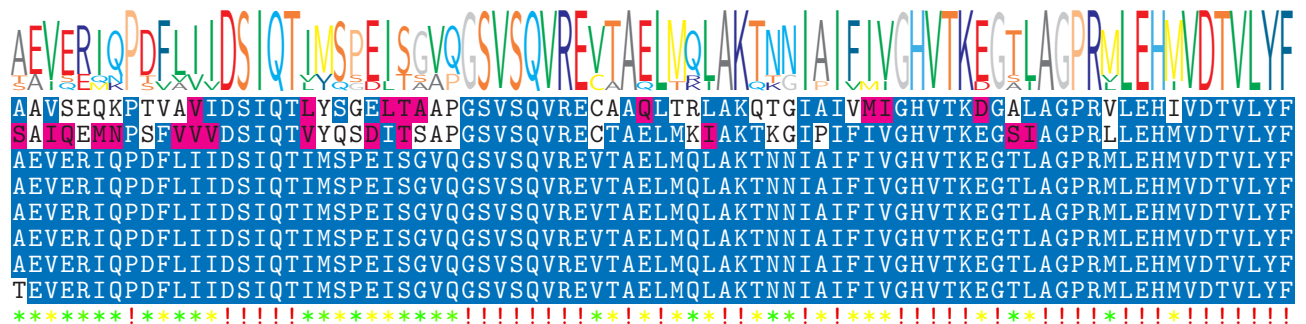 AEVERIQPDFLIIDSIQTIMSPEISGVQGSVSQVREVTAELMQLAKTNNIAIFIVGHVTKEGTLAGPRMLEHMVDTVLYF
AAVSEQKPTVAVIDSIQTLYSGELTAAPGSVSQVRECAAQLTRLAKQTGIAIVMIGHVTKDGALAGPRVLEHIVDTVLYF
SAIQEMNPSFVVVDSIQTVYQSDITSAPGSVSQVRECTAELMKIAKTKGIPIFIVGHVTKEGSIAGPRLLEHMVDTVLYF
AEVERIQPDFLIIDSIQTIMSPEISGVQGSVSQVREVTAELMQLAKTNNIAIFIVGHVTKEGTLAGPRMLEHMVDTVLYF
AEVERIQPDFLIIDSIQTIMSPEISGVQGSVSQVREVTAELMQLAKTNNIAIFIVGHVTKEGTLAGPRMLEHMVDTVLYF
AEVERIQPDFLIIDSIQTIMSPEISGVQGSVSQVREVTAELMQLAKTNNIAIFIVGHVTKEGTLAGPRMLEHMVDTVLYF
AEVERIQPDFLIIDSIQTIMSPEISGVQGSVSQVREVTAELMQLAKTNNIAIFIVGHVTKEGTLAGPRMLEHMVDTVLYF
AEVERIQPDFLIIDSIQTIMSPEISGVQGSVSQVREVTAELMQLAKTNNIAIFIVGHVTKEGTLAGPRMLEHMVDTVLYF
TEVERIQPDFLIIDSIQTIMSPEISGVQGSVSQVREVTAELMQLAKTNNIAIFIVGHVTKEGTLAGPRMLEHMVDTVLYF
*******!*****!!!!!**********!!!!!!!!**!*!***!!***!*!***!!!!!*!**!!!!*!!!*!!!!!!!